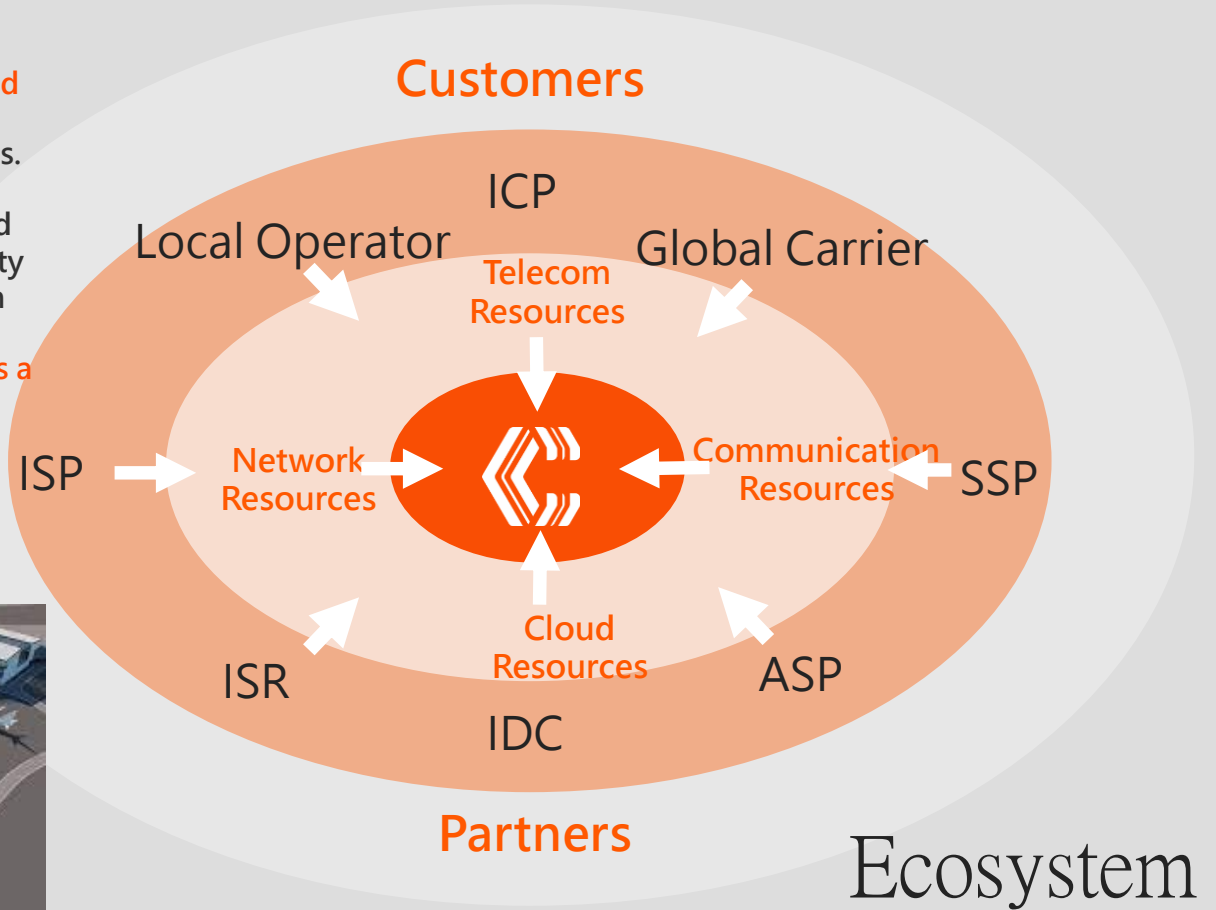 d
s.
d
ty
n
s a
Customers
ICP
Local Operator
Global Carrier
Telecom
Resources
ISP
Network
Resources
Communication
Resources
SSP
Cloud
Resources
ISR
ASP
IDC
Partners
Ecosystem